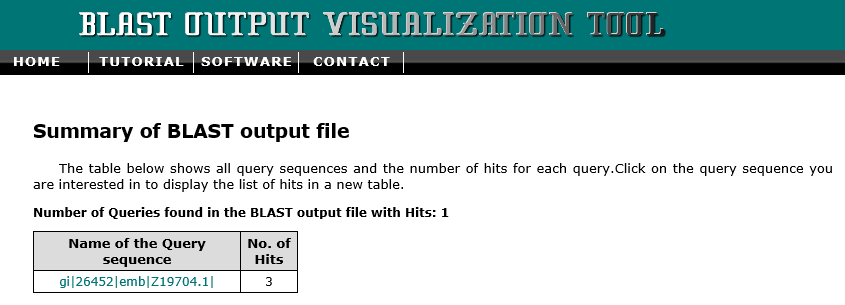 BLAST OUTPUT VISUALIZATION TOOL
HOME TUTORIAL SOFTWARE CONTACT
Summary of BLAST output file
The table below shows all query sequences and the number of hits for each query.Click on the query sequence you
are interested in to display the list of hits in a new table.
Number of Queries found in the BLAST output file with Hits: 1
Name of the Query No. of
sequence Hits
gi|26452|emb|Z19704.1| 3